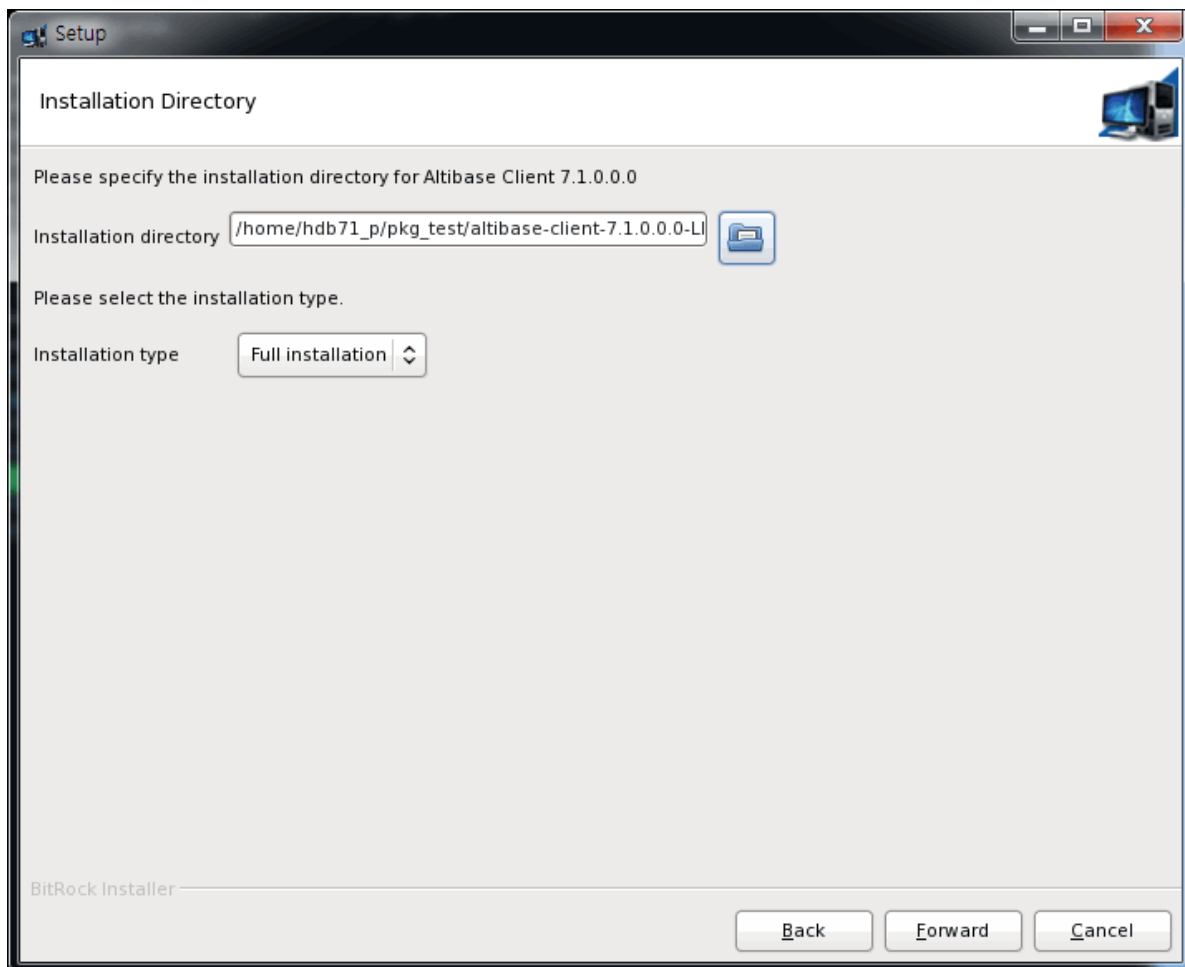 Setup
Installation Directory
Please specify the installation directory for Altibase Client 7.1.0.0.0
Installation directory /home/hdb71_p/pkg_test/altibase-client-7.1.0.0.0-LI
Please select the installation type.
Installation type Full installation
BitRock Installer
Back Forward Cancel